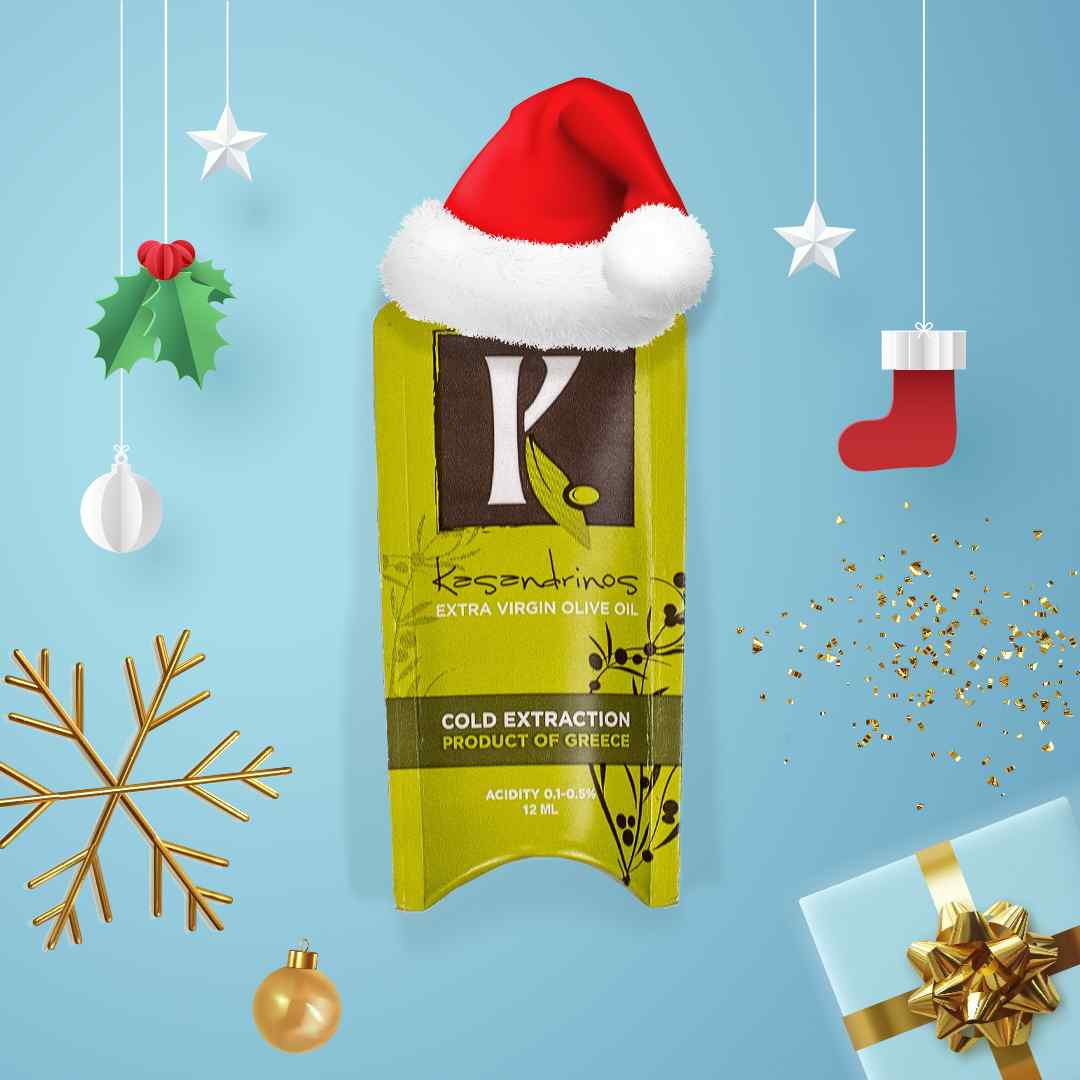 K
Kasandrinos
EXTRA VIRGIN OLIVE OIL
COLD EXTRACTION
PRODUCT OF GREECE
ACIDITY 0.1-0.5%
12 ML